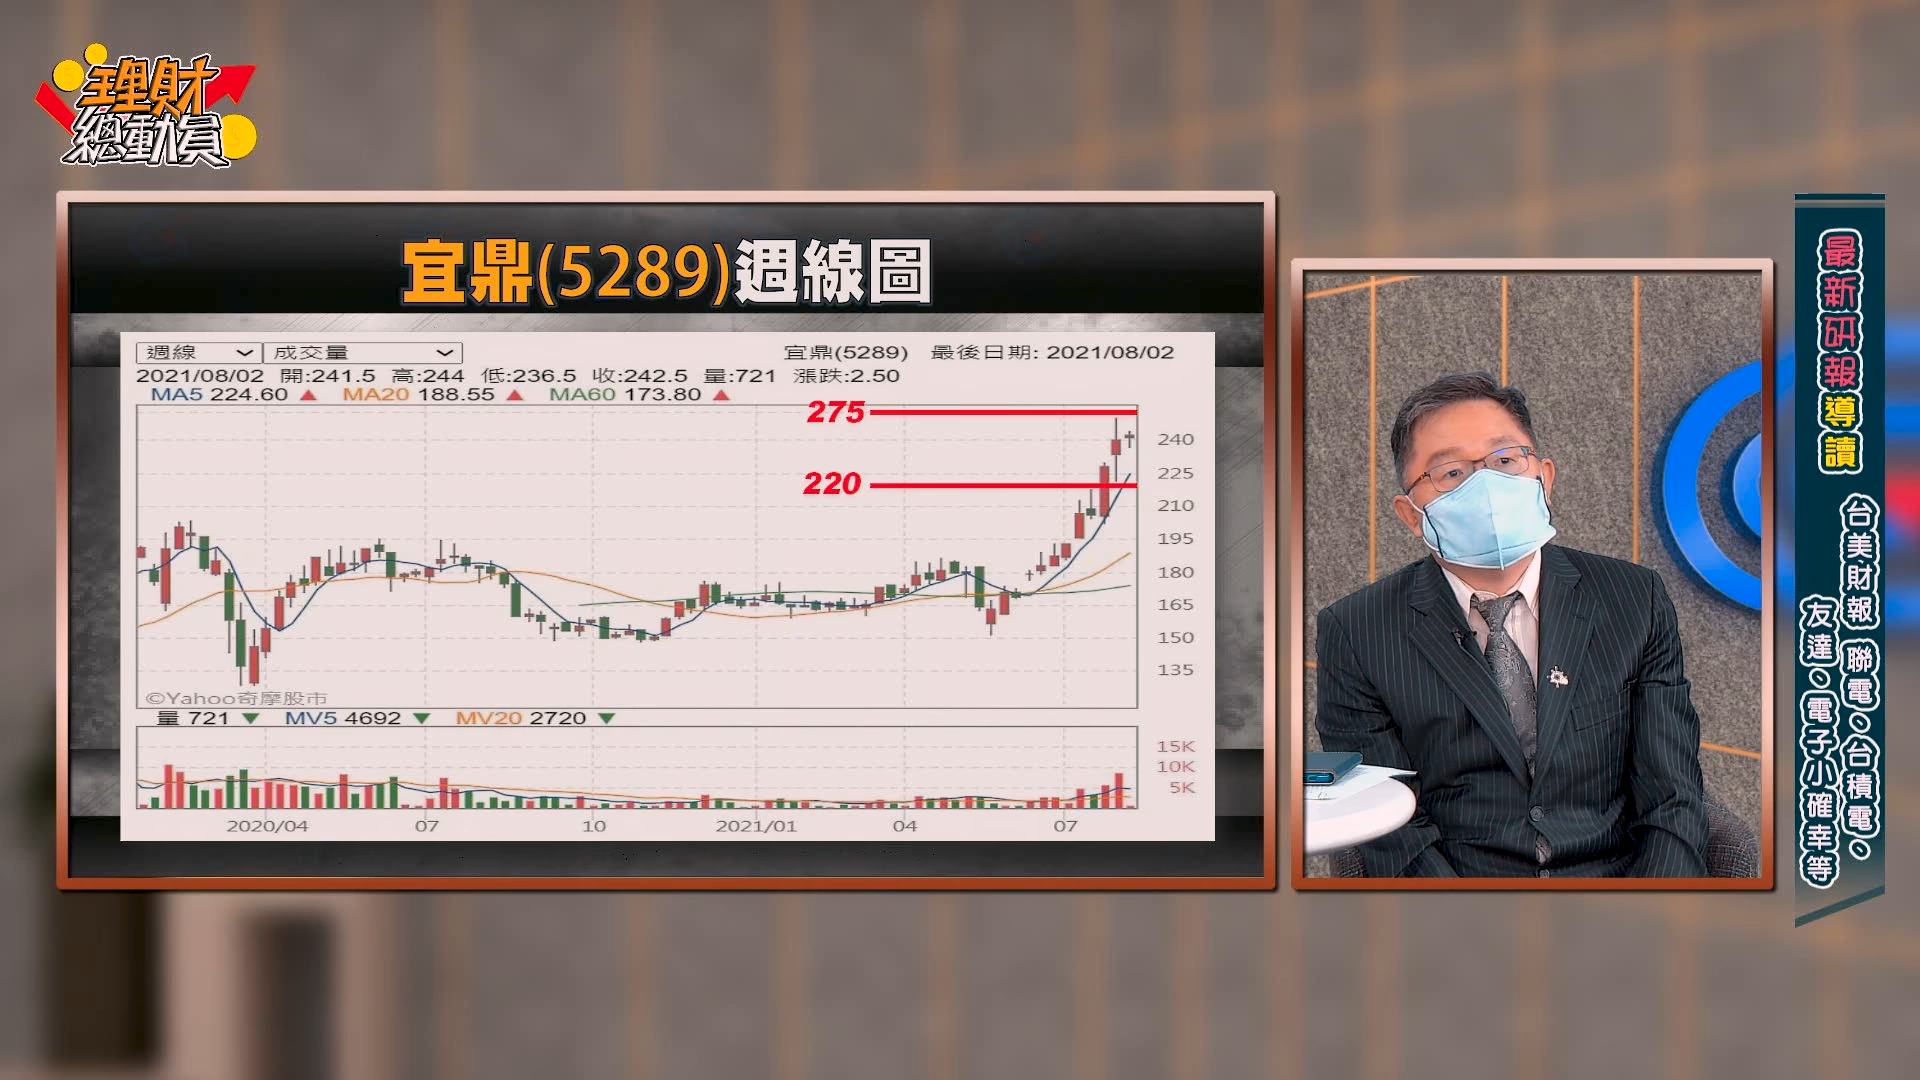 理財
總動員
宜鼎(5289)週線圖
週線 成交量 宜鼎(5289) 最後日期: 2021/08/02
2021/08/02 開:241.5 高:244 低:236.5 收:242.5 量:721 漲跌:2.50
MA5 224.60 ▲ MA20 188.55 ▲ MA60 173.80 ▲
275
220
240
225
210
195
180
165
150
135
©Yahoo奇摩股市
量 721 ▼ MV5 4692 ▼ MV20 2720 ▼
15K
10K
5K
2020/04 07 10 2021/01 04 07
最新研報導讀
台美財報 聯電。台積電。
友達。電子小確幸等